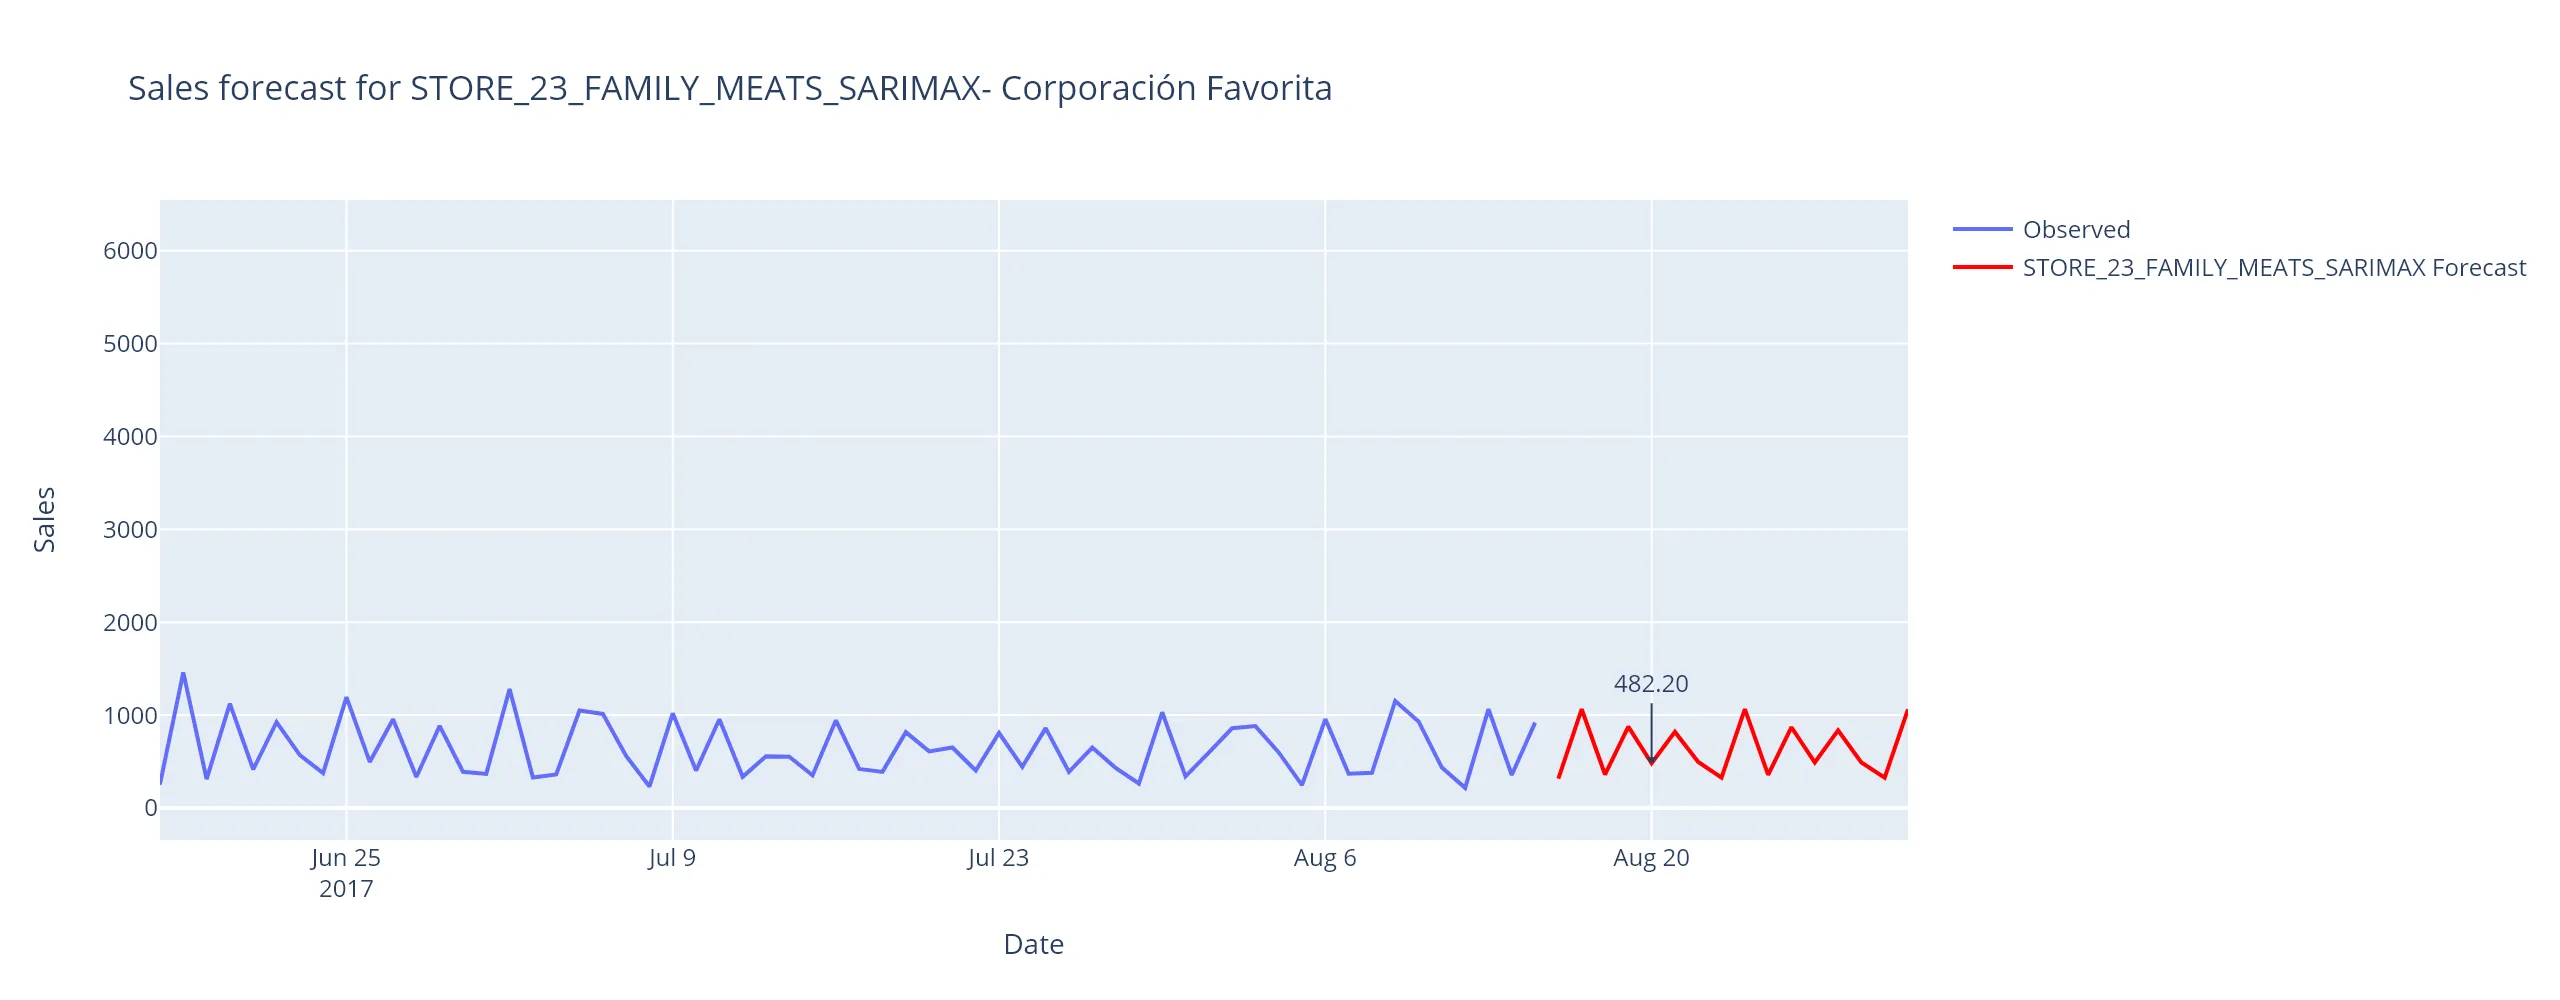 Sales forecast for STORE_23_FAMILY_MEATS_SARIMAX- Corporación Favorita
Observed
STORE_23_FAMILY_MEATS_SARIMAX Forecast
6000
5000
4000
3000
2000
1000
0
Sales
482.20
Jun 25
2017
Jul 9
Jul 23
Aug 6
Aug 20
Date